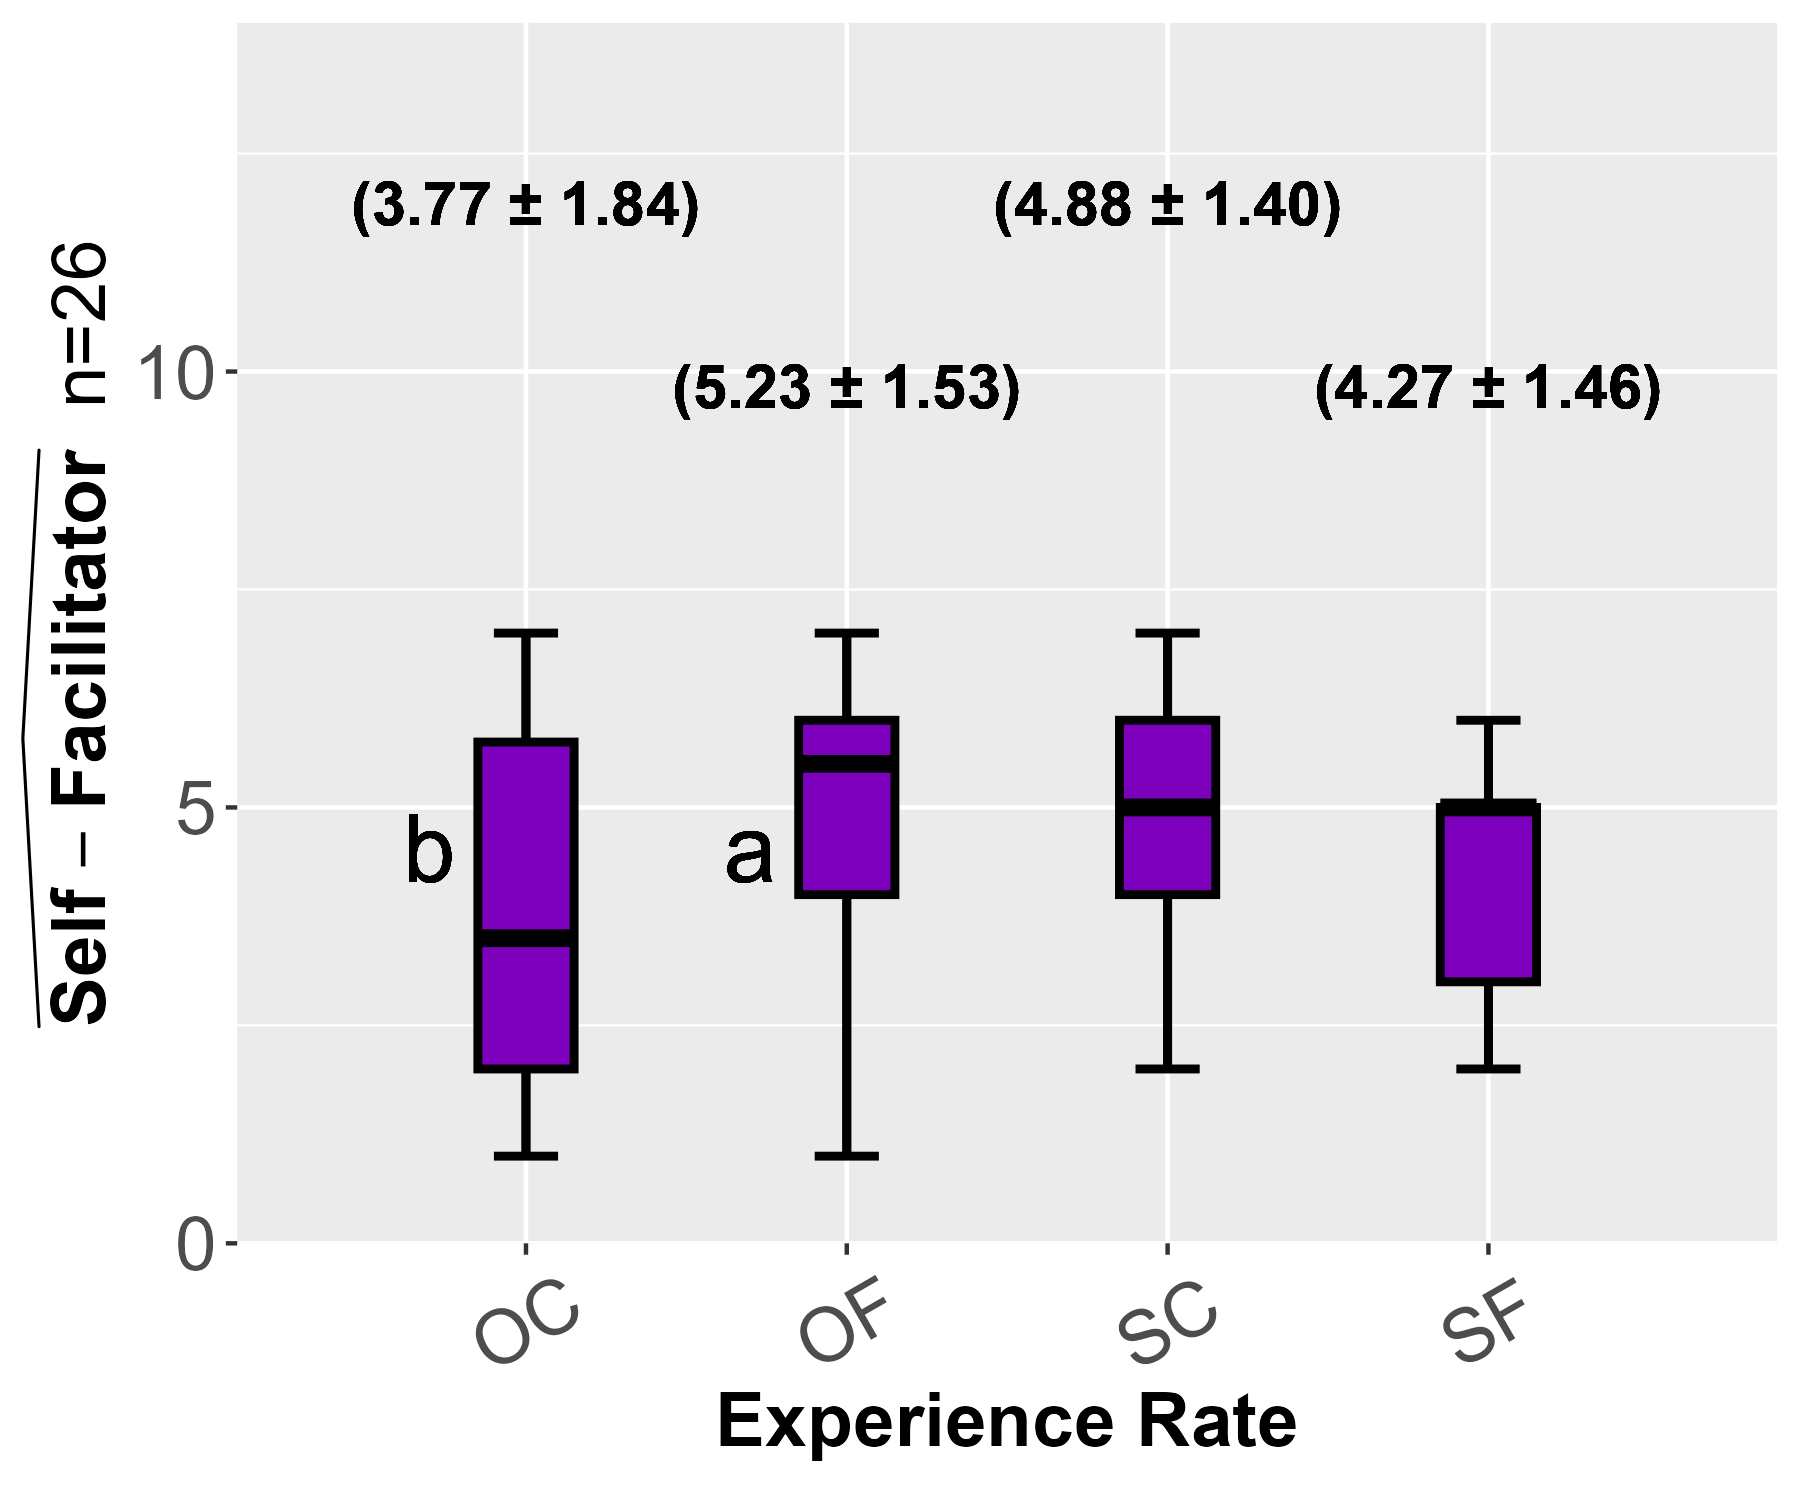 (3.77 ± 1.84)
(4.88 ± 1.40)
(5.23 ± 1.53)
(4.27 ± 1.46)
Self – Facilitator n=26
10
5
0
b
a
OC
OF
SC
SF
Experience Rate